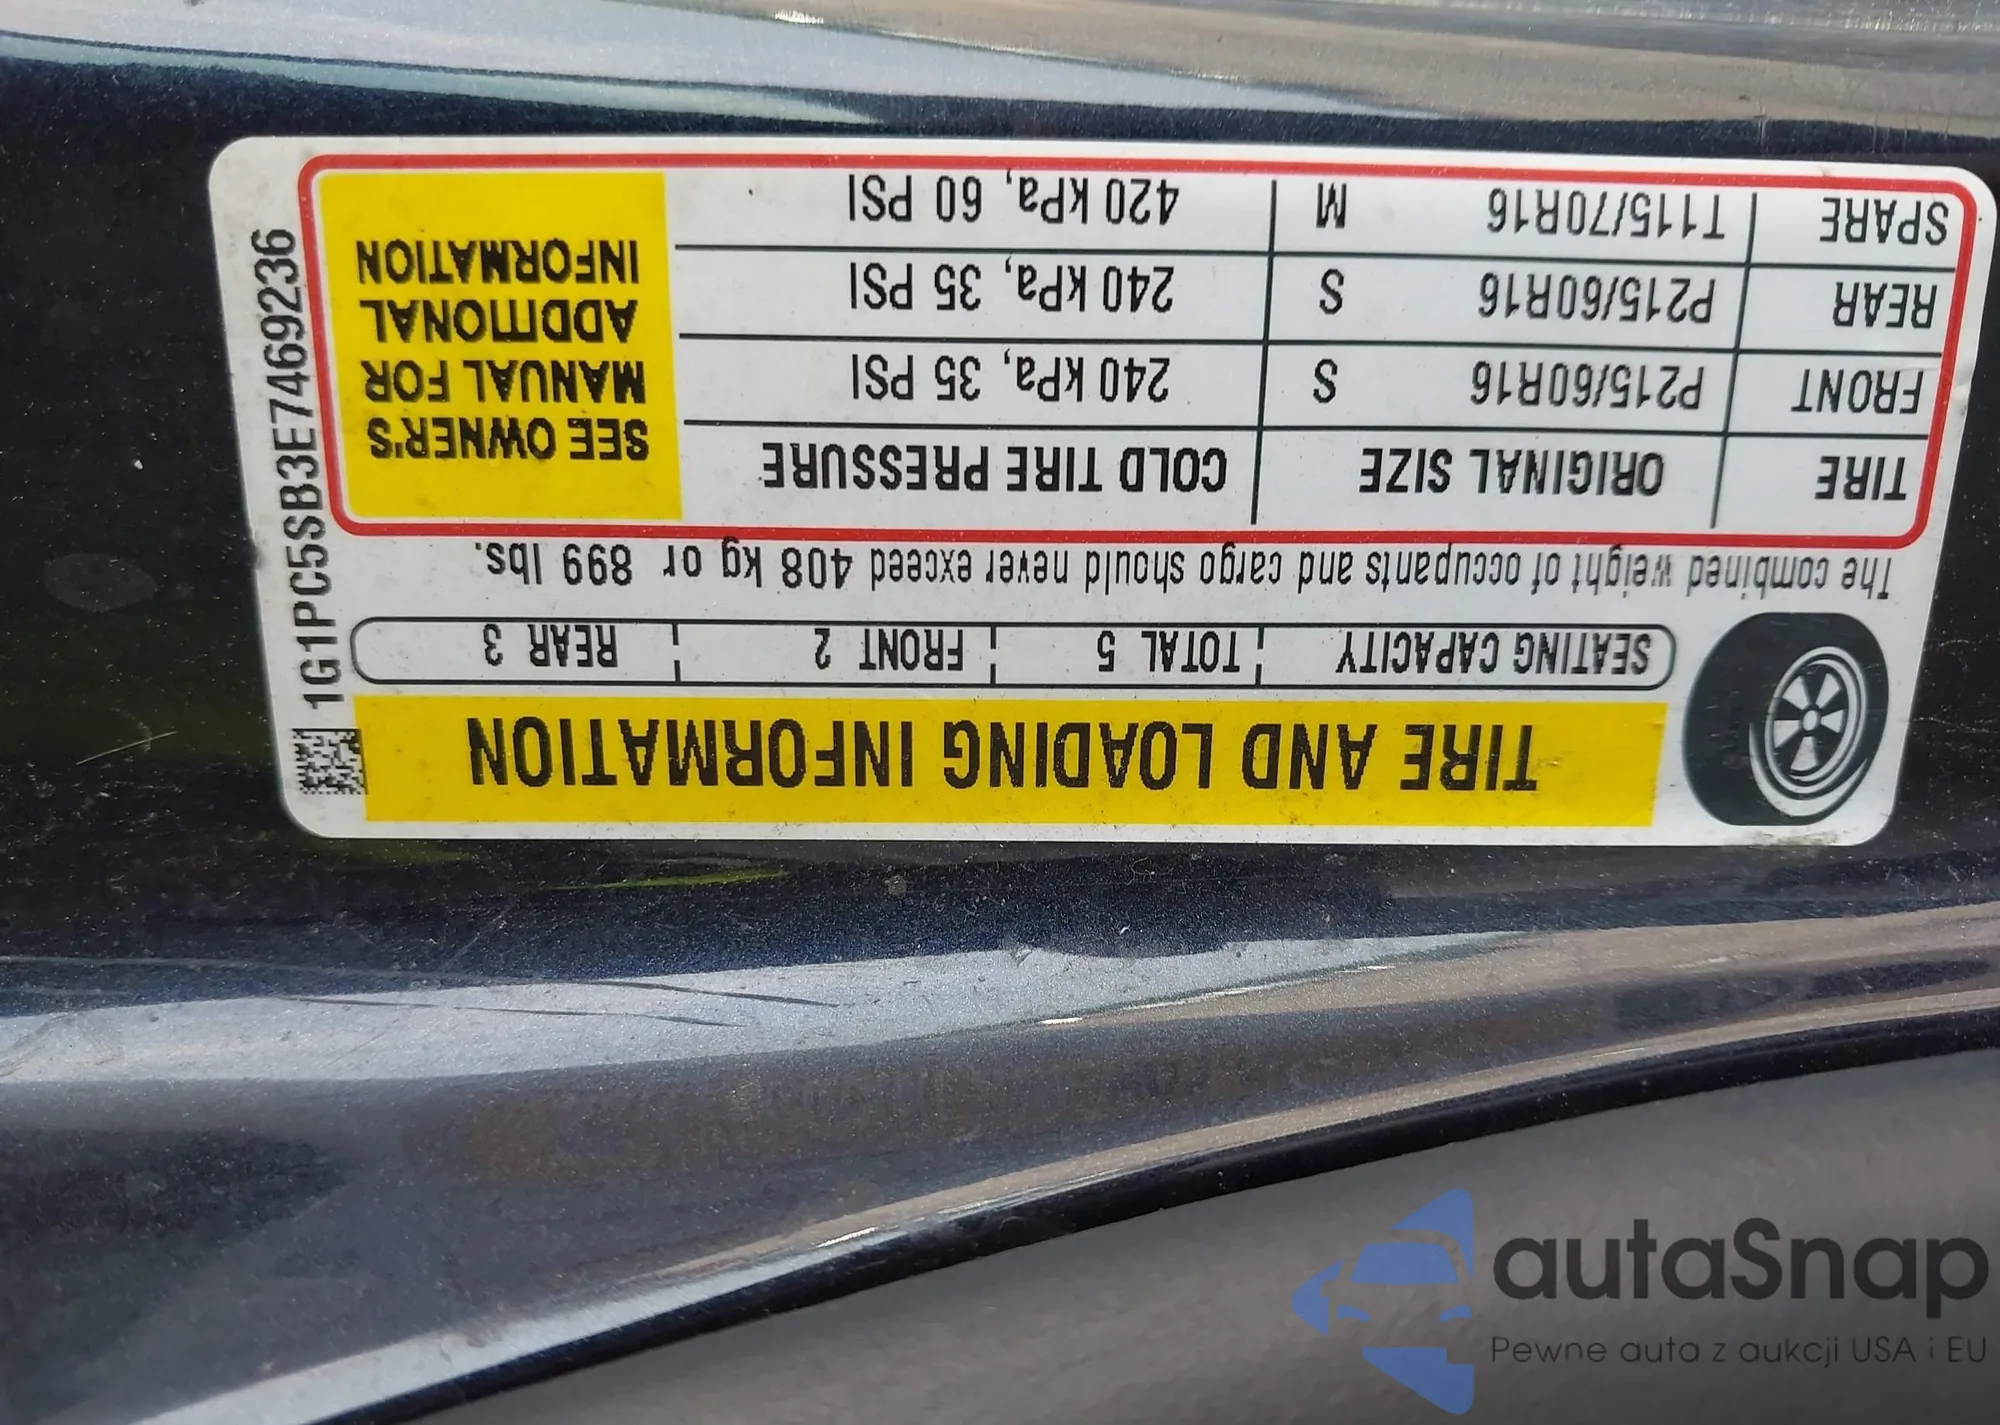 TIRE AND LOADING INFORMATION
SEATING CAPACITY TOTAL 5 FRONT 2 REAR 3
The combined weight of occupants and cargo should never exceed 408 kg or 899 lbs.
TIRE ORIGINAL SIZE COLD TIRE PRESSURE
FRONT P215/60R16 S 240 kPa, 35 PSI
REAR P215/60R16 S 240 kPa, 35 PSI
SPARE T115/70R16 M 420 kPa, 60 PSI
SEE OWNER'S
MANUAL FOR
ADDITIONAL
INFORMATION
1G1PC5SB3E7469236
autaSnap
Pewne auta z aukcji USA i EU